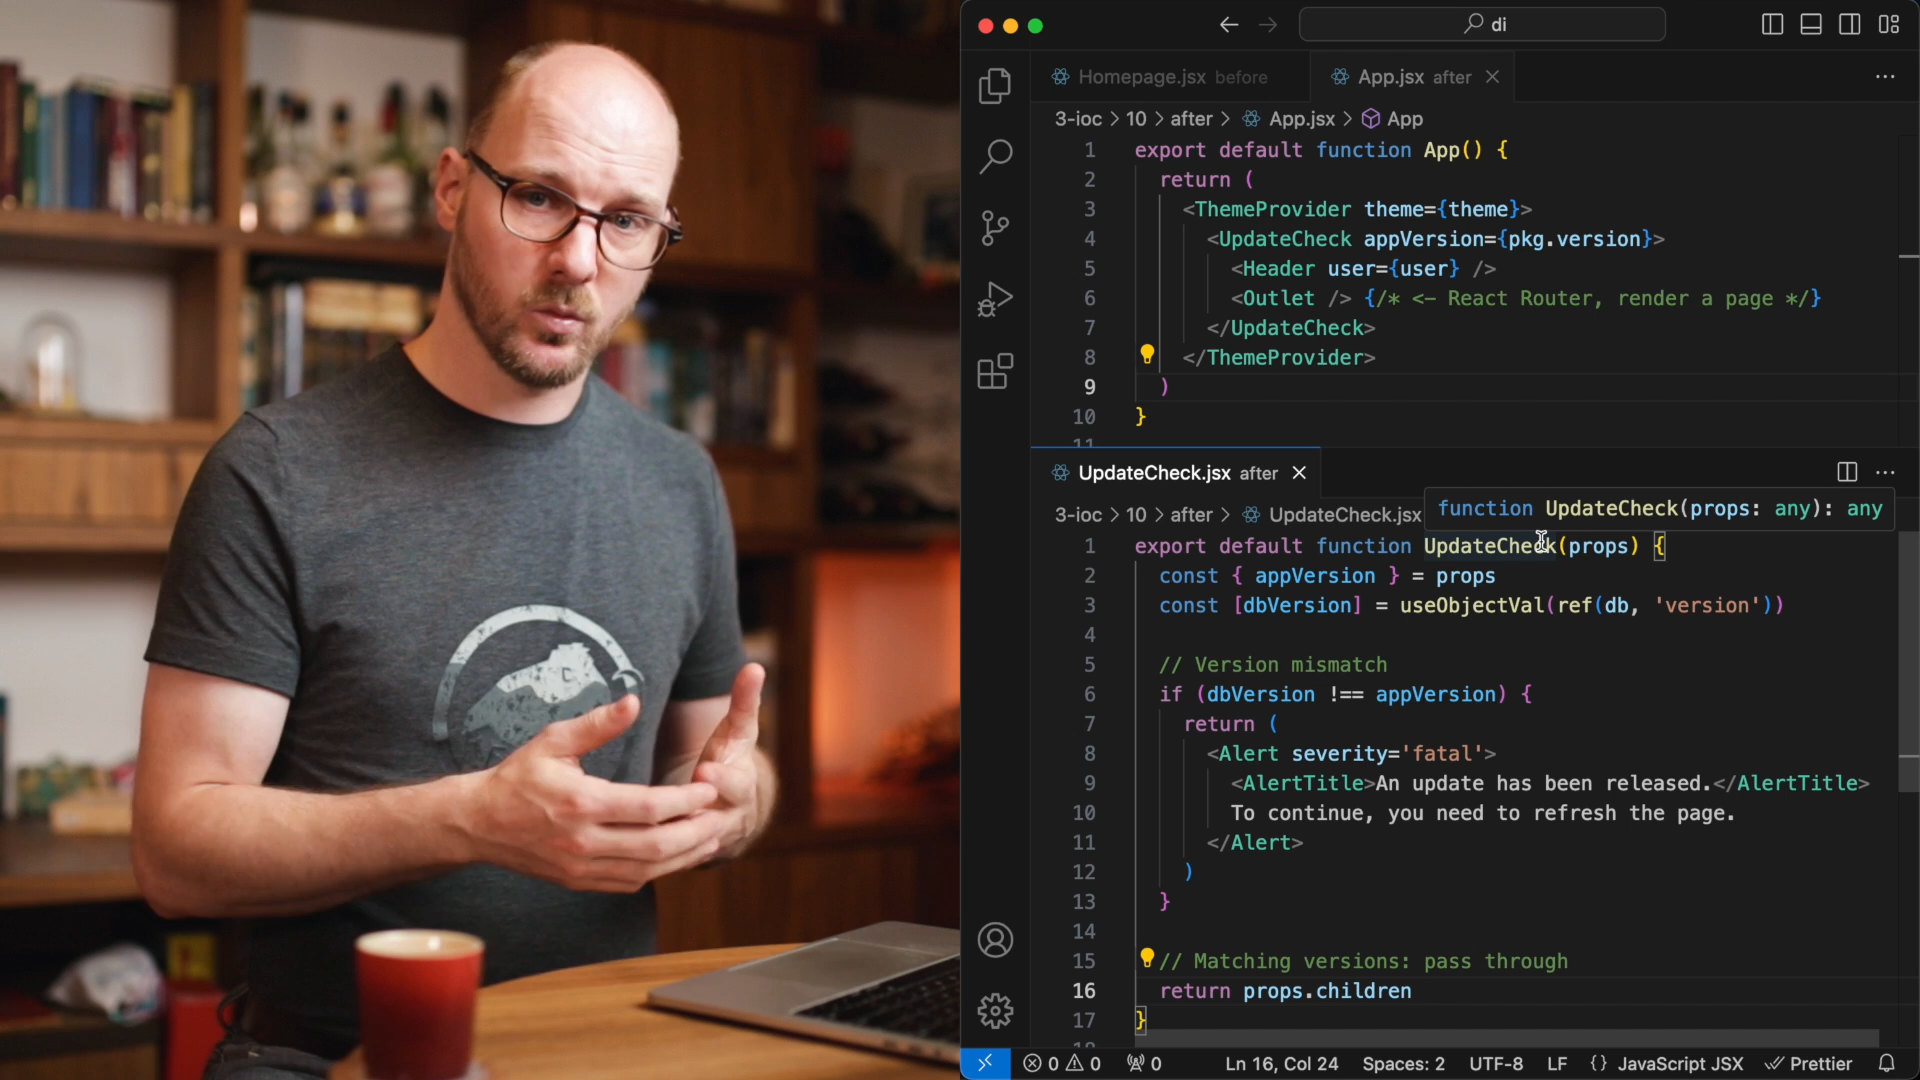 di
Homepage.jsx before
App.jsx after
3-ioc > 10 > after > App.jsx > App
1 export default function App() {
2 return (
3 <ThemeProvider theme={theme}>
4 <UpdateCheck appVersion={pkg.version}>
5 <Header user={user} />
6 <Outlet /> {/* <– React Router, render a page */}
7 </UpdateCheck>
8 </ThemeProvider>
9 )
10 }
11
UpdateCheck.jsx after
function UpdateCheck(props: any): any
3-ioc > 10 > after > UpdateCheck.jsx
1 export default function UpdateCheck(props) {
2 const { appVersion } = props
3 const [dbVersion] = useObjectVal(ref(db, 'version'))
4
5 // Version mismatch
6 if (dbVersion !== appVersion) {
7 return (
8 <Alert severity='fatal'>
9 <AlertTitle>An update has been released.</AlertTitle>
10 To continue, you need to refresh the page.
11 </Alert>
12 )
13 }
14
15 // Matching versions: pass through
16 return props.children
17 }
0 0 0 Ln 16, Col 24 Spaces: 2 UTF-8 LF {} JavaScript JSX Prettier